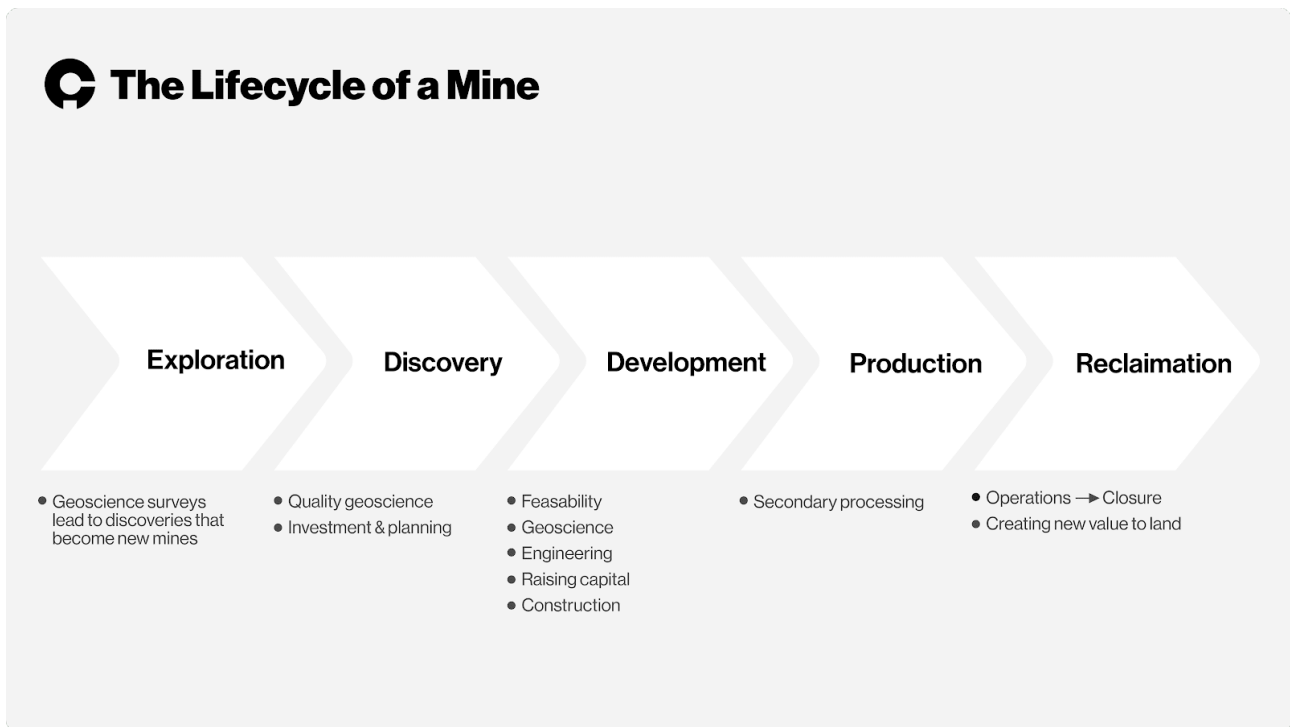 The Lifecycle of a Mine
Exploration
Discovery
Development
Production
Reclaimation
Geoscience surveys
lead to discoveries that
become new mines
Quality geoscience
Investment & planning
Feasability
Geoscience
Engineering
Raising capital
Construction
Secondary processing
Operations → Closure
Creating new value to land